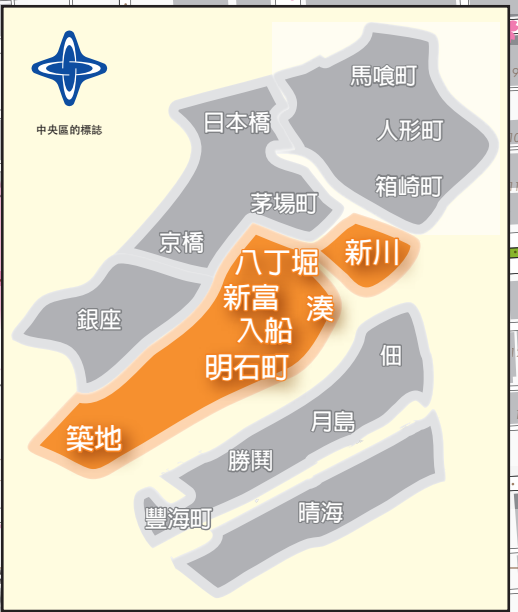 中央區的標誌
馬喰町
日本橋
人形町
箱崎町
茅場町
京橋
新川
八丁堀
新富
湊
銀座
入船
佃
明石町
月島
築地
勝鬨
晴海
豐海町